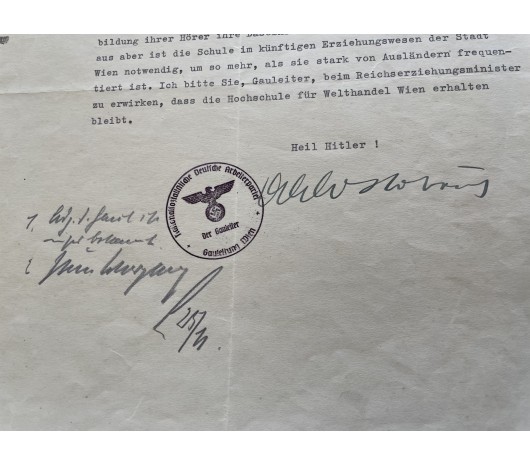 bildung ihrer Hörer ihre
aus aber ist die Schule im künftigen Erziehungswesen der Stadt
Wien notwendig, um so mehr, als sie stark von Ausländern frequen-
tiert ist. Ich bitte Sie, Gauleiter, beim Reichserziehungsminister
zu erwirken, dass die Hochschule für Welthandel Wien erhalten
bleibt.
Heil Hitler !
Nationalsozialistische Deutsche Arbeiterpartei
Der Gauleiter
Gauleitung Wien